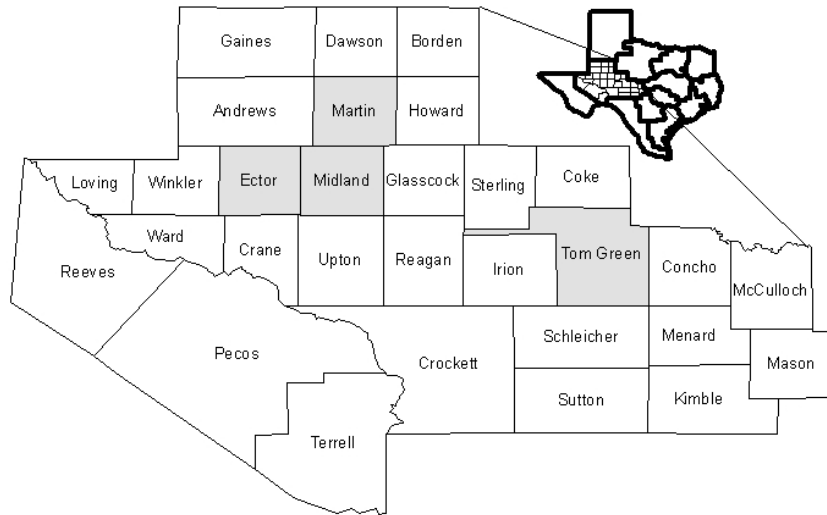 Gaines
Dawson
Borden
Andrews
Martin
Howard
Loving
Winkler
Ector
Midland
Glasscock
Sterling
Coke
Reeves
Ward
Crane
Upton
Reagan
Irion
Tom Green
Concho
McCulloch
Pecos
Crockett
Schleicher
Menard
Mason
Sutton
Kimble
Terrell